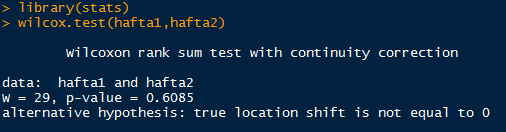 > library(stats)
> wilcox.test(hafta1,hafta2)
Wilcoxon rank sum test with continuity correction
data:  hafta1 and hafta2
W = 29, p-value = 0.6085
alternative hypothesis: true location shift is not equal to 0